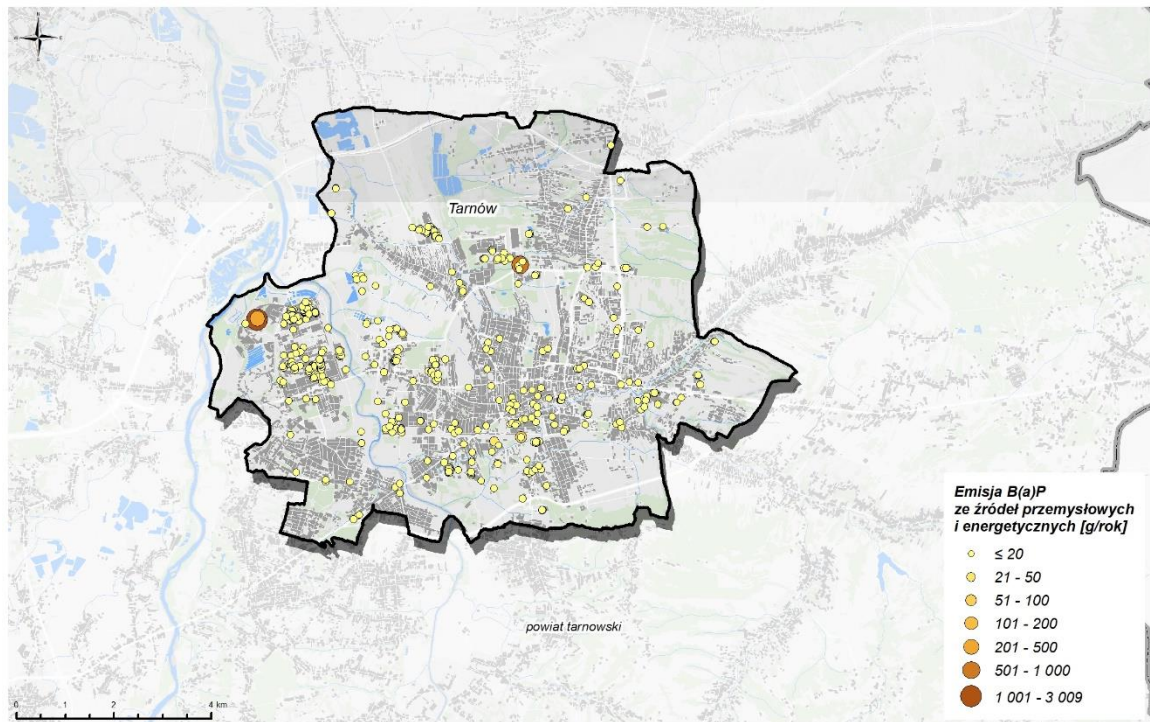 Tarnów
powiat tarnowski
Emisja B(a)P
ze źródeł przemysłowych
i energetycznych [g/rok]
≤ 20
21 - 50
51 - 100
101 - 200
201 - 500
501 - 1 000
1 001 - 3 009
0 1 2 4 km